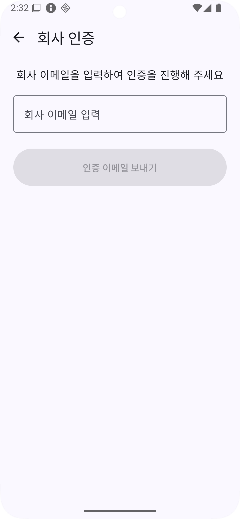 2:32
회사 인증
회사 이메일을 입력하여 인증을 진행해 주세요
회사 이메일 입력
인증 이메일 보내기